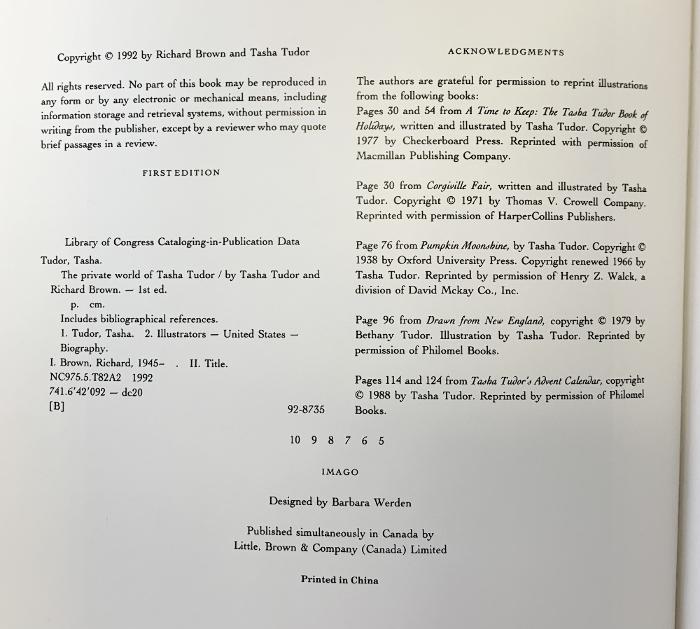 Copyright © 1992 by Richard Brown and Tasha Tudor
All rights reserved. No part of this book may be reproduced in
any form or by any electronic or mechanical means, including
information storage and retrieval systems, without permission in
writing from the publisher, except by a reviewer who may quote
brief passages in a review.
FIRST EDITION
Library of Congress Cataloging-in-Publication Data
Tudor, Tasha.
The private world of Tasha Tudor / by Tasha Tudor and
Richard Brown. — 1st ed.
p. cm.
Includes bibliographical references.
1. Tudor, Tasha. 2. Illustrators — United States —
Biography.
I. Brown, Richard, 1945– . II. Title.
NC975.5.T82A2 1992
741.6'42'092 — dc20
[B] 92-8735
ACKNOWLEDGMENTS
The authors are grateful for permission to reprint illustrations
from the following books:
Pages 30 and 54 from A Time to Keep: The Tasha Tudor Book of
Holidays, written and illustrated by Tasha Tudor. Copyright ©
1977 by Checkerboard Press. Reprinted with permission of
Macmillan Publishing Company.
Page 30 from Corgiville Fair, written and illustrated by Tasha
Tudor. Copyright © 1971 by Thomas V. Crowell Company.
Reprinted with permission of HarperCollins Publishers.
Page 76 from Pumpkin Moonshine, by Tasha Tudor. Copyright ©
1938 by Oxford University Press. Copyright renewed 1966 by
Tasha Tudor. Reprinted by permission of Henry Z. Walck, a
division of David Mckay Co., Inc.
Page 96 from Drawn from New England, copyright © 1979 by
Bethany Tudor. Illustration by Tasha Tudor. Reprinted by
permission of Philomel Books.
Pages 114 and 124 from Tasha Tudor's Advent Calendar, copyright
© 1988 by Tasha Tudor. Reprinted by permission of Philomel
Books.
10 9 8 7 6 5
IMAGO
Designed by Barbara Werden
Published simultaneously in Canada by
Little, Brown & Company (Canada) Limited
Printed in China